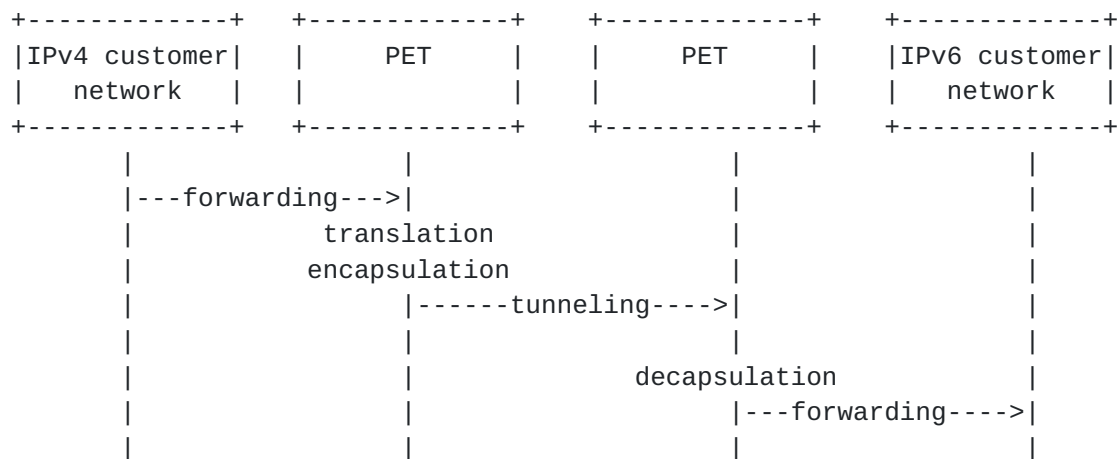 +-------------+   +-------------+    +-------------+    +-------------+
|IPv4 customer|   |     PET     |    |     PET     |    |IPv6 customer|
|   network   |   |             |    |             |    |   network   |
+-------------+   +-------------+    +-------------+    +-------------+
       |                 |                    |                  |
       |---forwarding--->|                    |                  |
       |            translation               |                  |
       |           encapsulation              |                  |
       |                 |------tunneling---->|                  |
       |                 |                    |                  |
       |                 |              decapsulation            |
       |                 |                    |---forwarding---->|
       |                 |                    |                  |